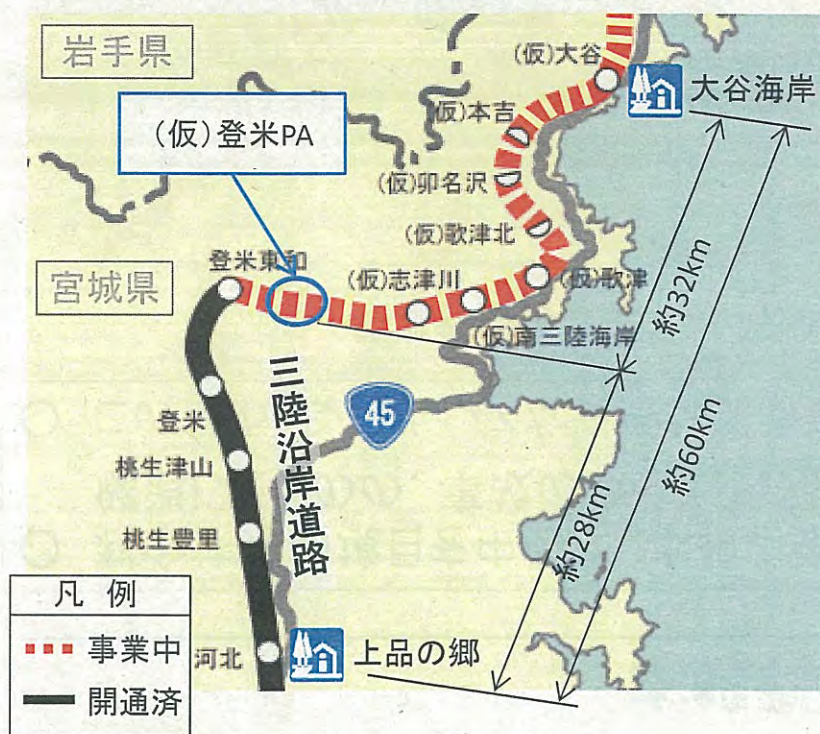 岩手県
(仮)大谷
大谷海岸
(仮)登米PA
(仮)本吉
(仮)卯名沢
(仮)歌津北
登米東和
(仮)志津川
(仮)歌津
宮城県
(仮)南三陸海岸
約32km
三陸沿岸道路
45
登米
約60km
桃生津山
約28km
桃生豊里
凡例
事業中
河北
上品の郷
開通済